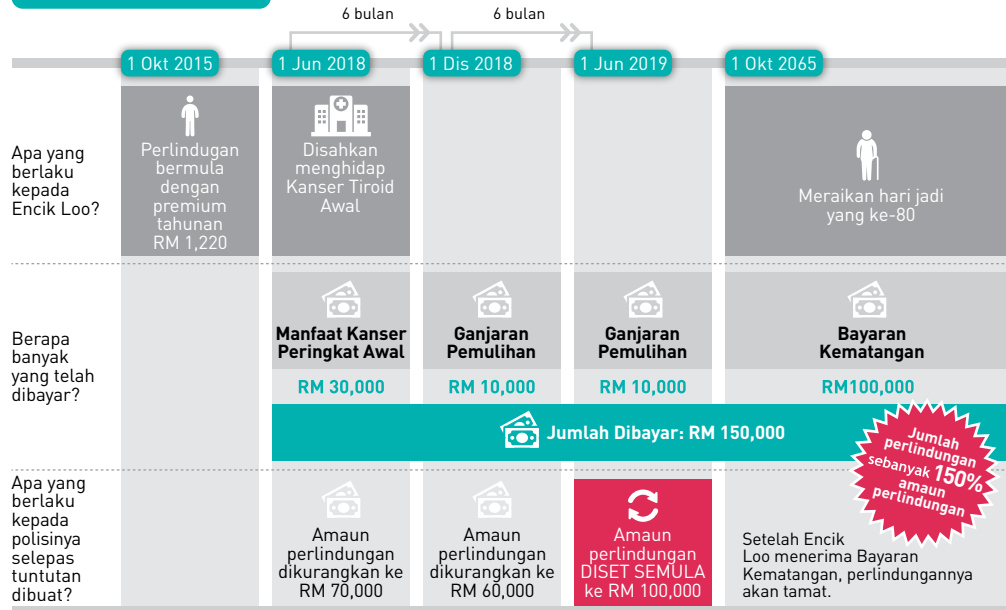 6 bulan
6 bulan
1 Okt 2015
1 Jun 2018
1 Dis 2018
1 Jun 2019
1 Okt 2065
Apa yang
berlaku
kepada
Encik Loo?
Perlindugan
bermula
dengan
premium
tahunan
RM 1,220
Disahkan
menghidap
Kanser Tiroid
Awal
Meraikan hari jadi
yang ke-80
Berapa
banyak
yang telah
dibayar?
Manfaat Kanser
Peringkat Awal
RM 30,000
Ganjaran
Pemulihan
RM 10,000
Ganjaran
Pemulihan
RM 10,000
Bayaran
Kematangan
RM100,000
Jumlah Dibayar: RM 150,000
Jumlah
perlindungan
sebanyak 150%
amaun
perlindungan
Apa yang
berlaku
kepada
polisinya
selepas
tuntutan
dibuat?
Amaun
perlindungan
dikurangkan ke
RM 70,000
Amaun
perlindungan
dikurangkan ke
RM 60,000
Amaun
perlindungan
DISET SEMULA
ke RM 100,000
Setelah Encik
Loo menerima Bayaran
Kematangan, perlindungannya
akan tamat.